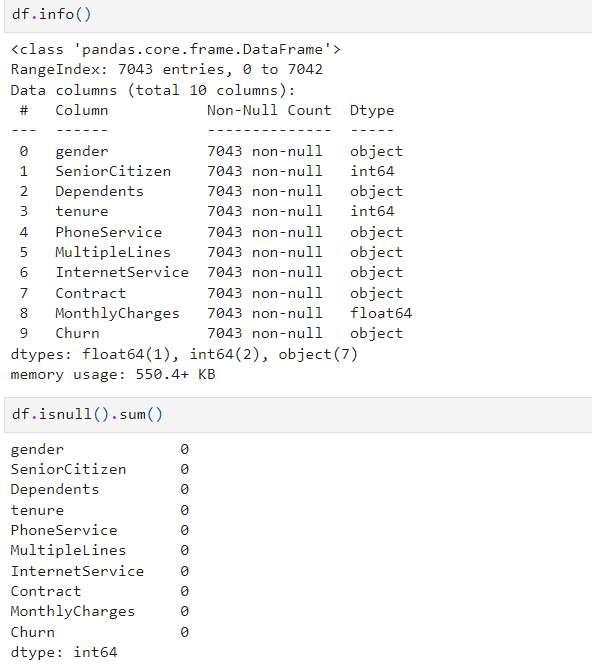 df.info()
<class 'pandas.core.frame.DataFrame'>
RangeIndex: 7043 entries, 0 to 7042
Data columns (total 10 columns):
 #   Column           Non-Null Count  Dtype
---  ------           --------------  -----
 0   gender           7043 non-null   object
 1   SeniorCitizen    7043 non-null   int64
 2   Dependents       7043 non-null   object
 3   tenure           7043 non-null   int64
 4   PhoneService     7043 non-null   object
 5   MultipleLines    7043 non-null   object
 6   InternetService  7043 non-null   object
 7   Contract         7043 non-null   object
 8   MonthlyCharges   7043 non-null   float64
 9   Churn            7043 non-null   object
dtypes: float64(1), int64(2), object(7)
memory usage: 550.4+ KB
df.isnull().sum()
gender             0
SeniorCitizen      0
Dependents         0
tenure             0
PhoneService       0
MultipleLines      0
InternetService    0
Contract           0
MonthlyCharges     0
Churn              0
dtype: int64